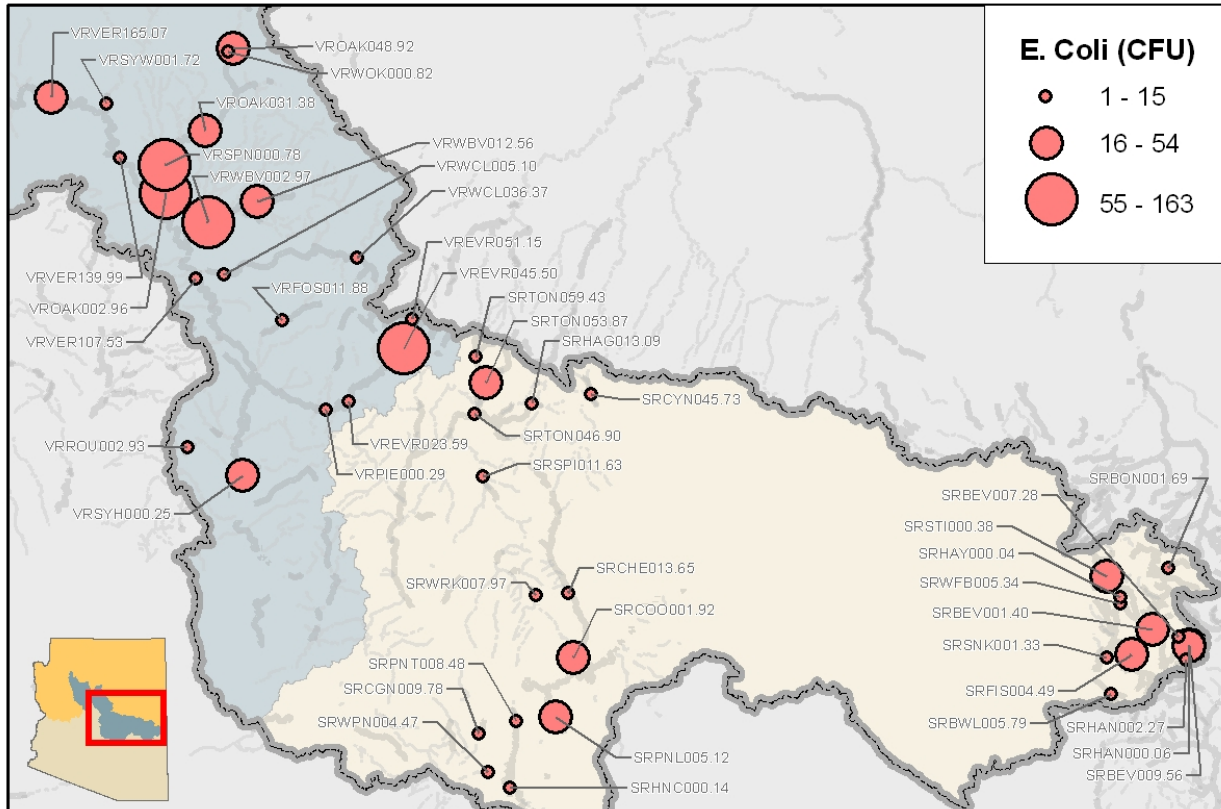 VRVER165.07
VRSYW001.72
VROAK048.92
VRWOK000.82
VROAK031.38
VRSPN000.78
VRWBV002.97
VRWBV012.56
VRWCL005.10
VRWCL036.37
VREVR051.15
VREVR045.50
VRVER139.99
VROAK002.96
VRVER107.53
VRFOS011.88
SRTON059.43
SRTON053.87
SRHAG013.09
SRCYN045.73
SRTON046.90
VRROU002.93
VREVR023.59
VRPIE000.29
SRSPI011.63
VRSYH000.25
SRBON001.69
SRBEV007.28
SRSTI000.38
SRHAY000.04
SRWFB005.34
SRBEV001.40
SRSNK001.33
SRFIS004.49
SRBWL005.79
SRHAN002.27
SRHAN000.06
SRBEV009.56
SRWRK007.97
SRCHE013.65
SRCOO001.92
SRPNT008.48
SRCGN009.78
SRWPN004.47
SRPNL005.12
SRHNC000.14
E. Coli (CFU)
1 - 15
16 - 54
55 - 163